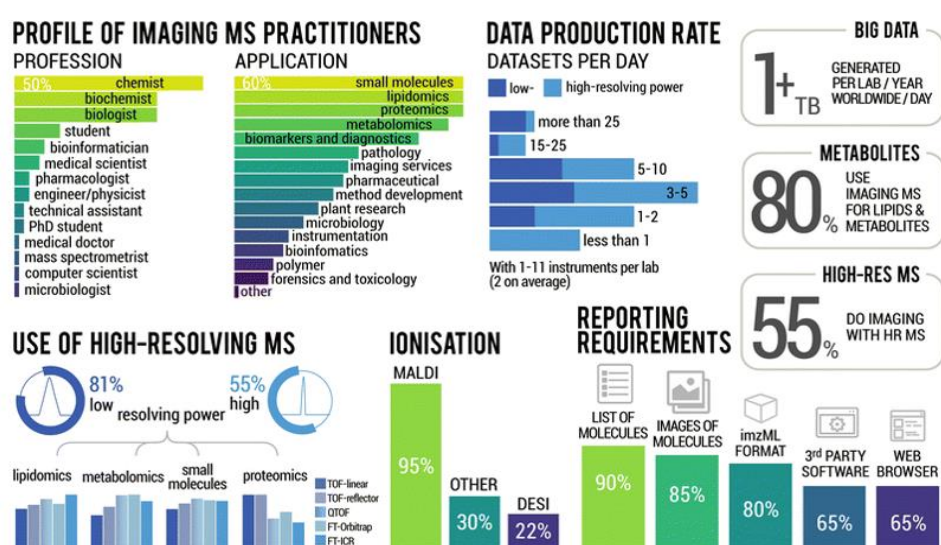 PROFILE OF IMAGING MS PRACTITIONERS
PROFESSION
50% chemist
biochemist
biologist
student
bioinformatician
medical scientist
pharmacologist
engineer/physicist
technical assistant
PhD student
medical doctor
mass spectrometrist
computer scientist
microbiologist
APPLICATION
60% small molecules
lipidomics
proteomics
metabolomics
biomarkers and diagnostics
pathology
imaging services
pharmaceutical
method development
plant research
microbiology
instrumentation
bioinfomatics
polymer
forensics and toxicology
other
DATA PRODUCTION RATE
DATASETS PER DAY
low- high-resolving power
more than 25
15-25
5-10
3-5
1-2
less than 1
With 1-11 instruments per lab
(2 on average)
BIG DATA
1+ TB
GENERATED
PER LAB / YEAR
WORLDWIDE / DAY
METABOLITES
80%
USE
IMAGING MS
FOR LIPIDS &
METABOLITES
HIGH-RES MS
55%
DO IMAGING
WITH HR MS
USE OF HIGH-RESOLVING MS
81%
low
resolving power
55%
high
lipidomics
metabolomics
small
molecules
proteomics
TOF-linear
TOF-reflector
QTOF
FT-Orbitrap
FT-ICR
IONISATION
MALDI
95%
OTHER
30%
DESI
22%
REPORTING
REQUIREMENTS
LIST OF
MOLECULES
90%
IMAGES OF
MOLECULES
85%
imzML
FORMAT
80%
3rd PARTY
SOFTWARE
65%
WEB
BROWSER
65%